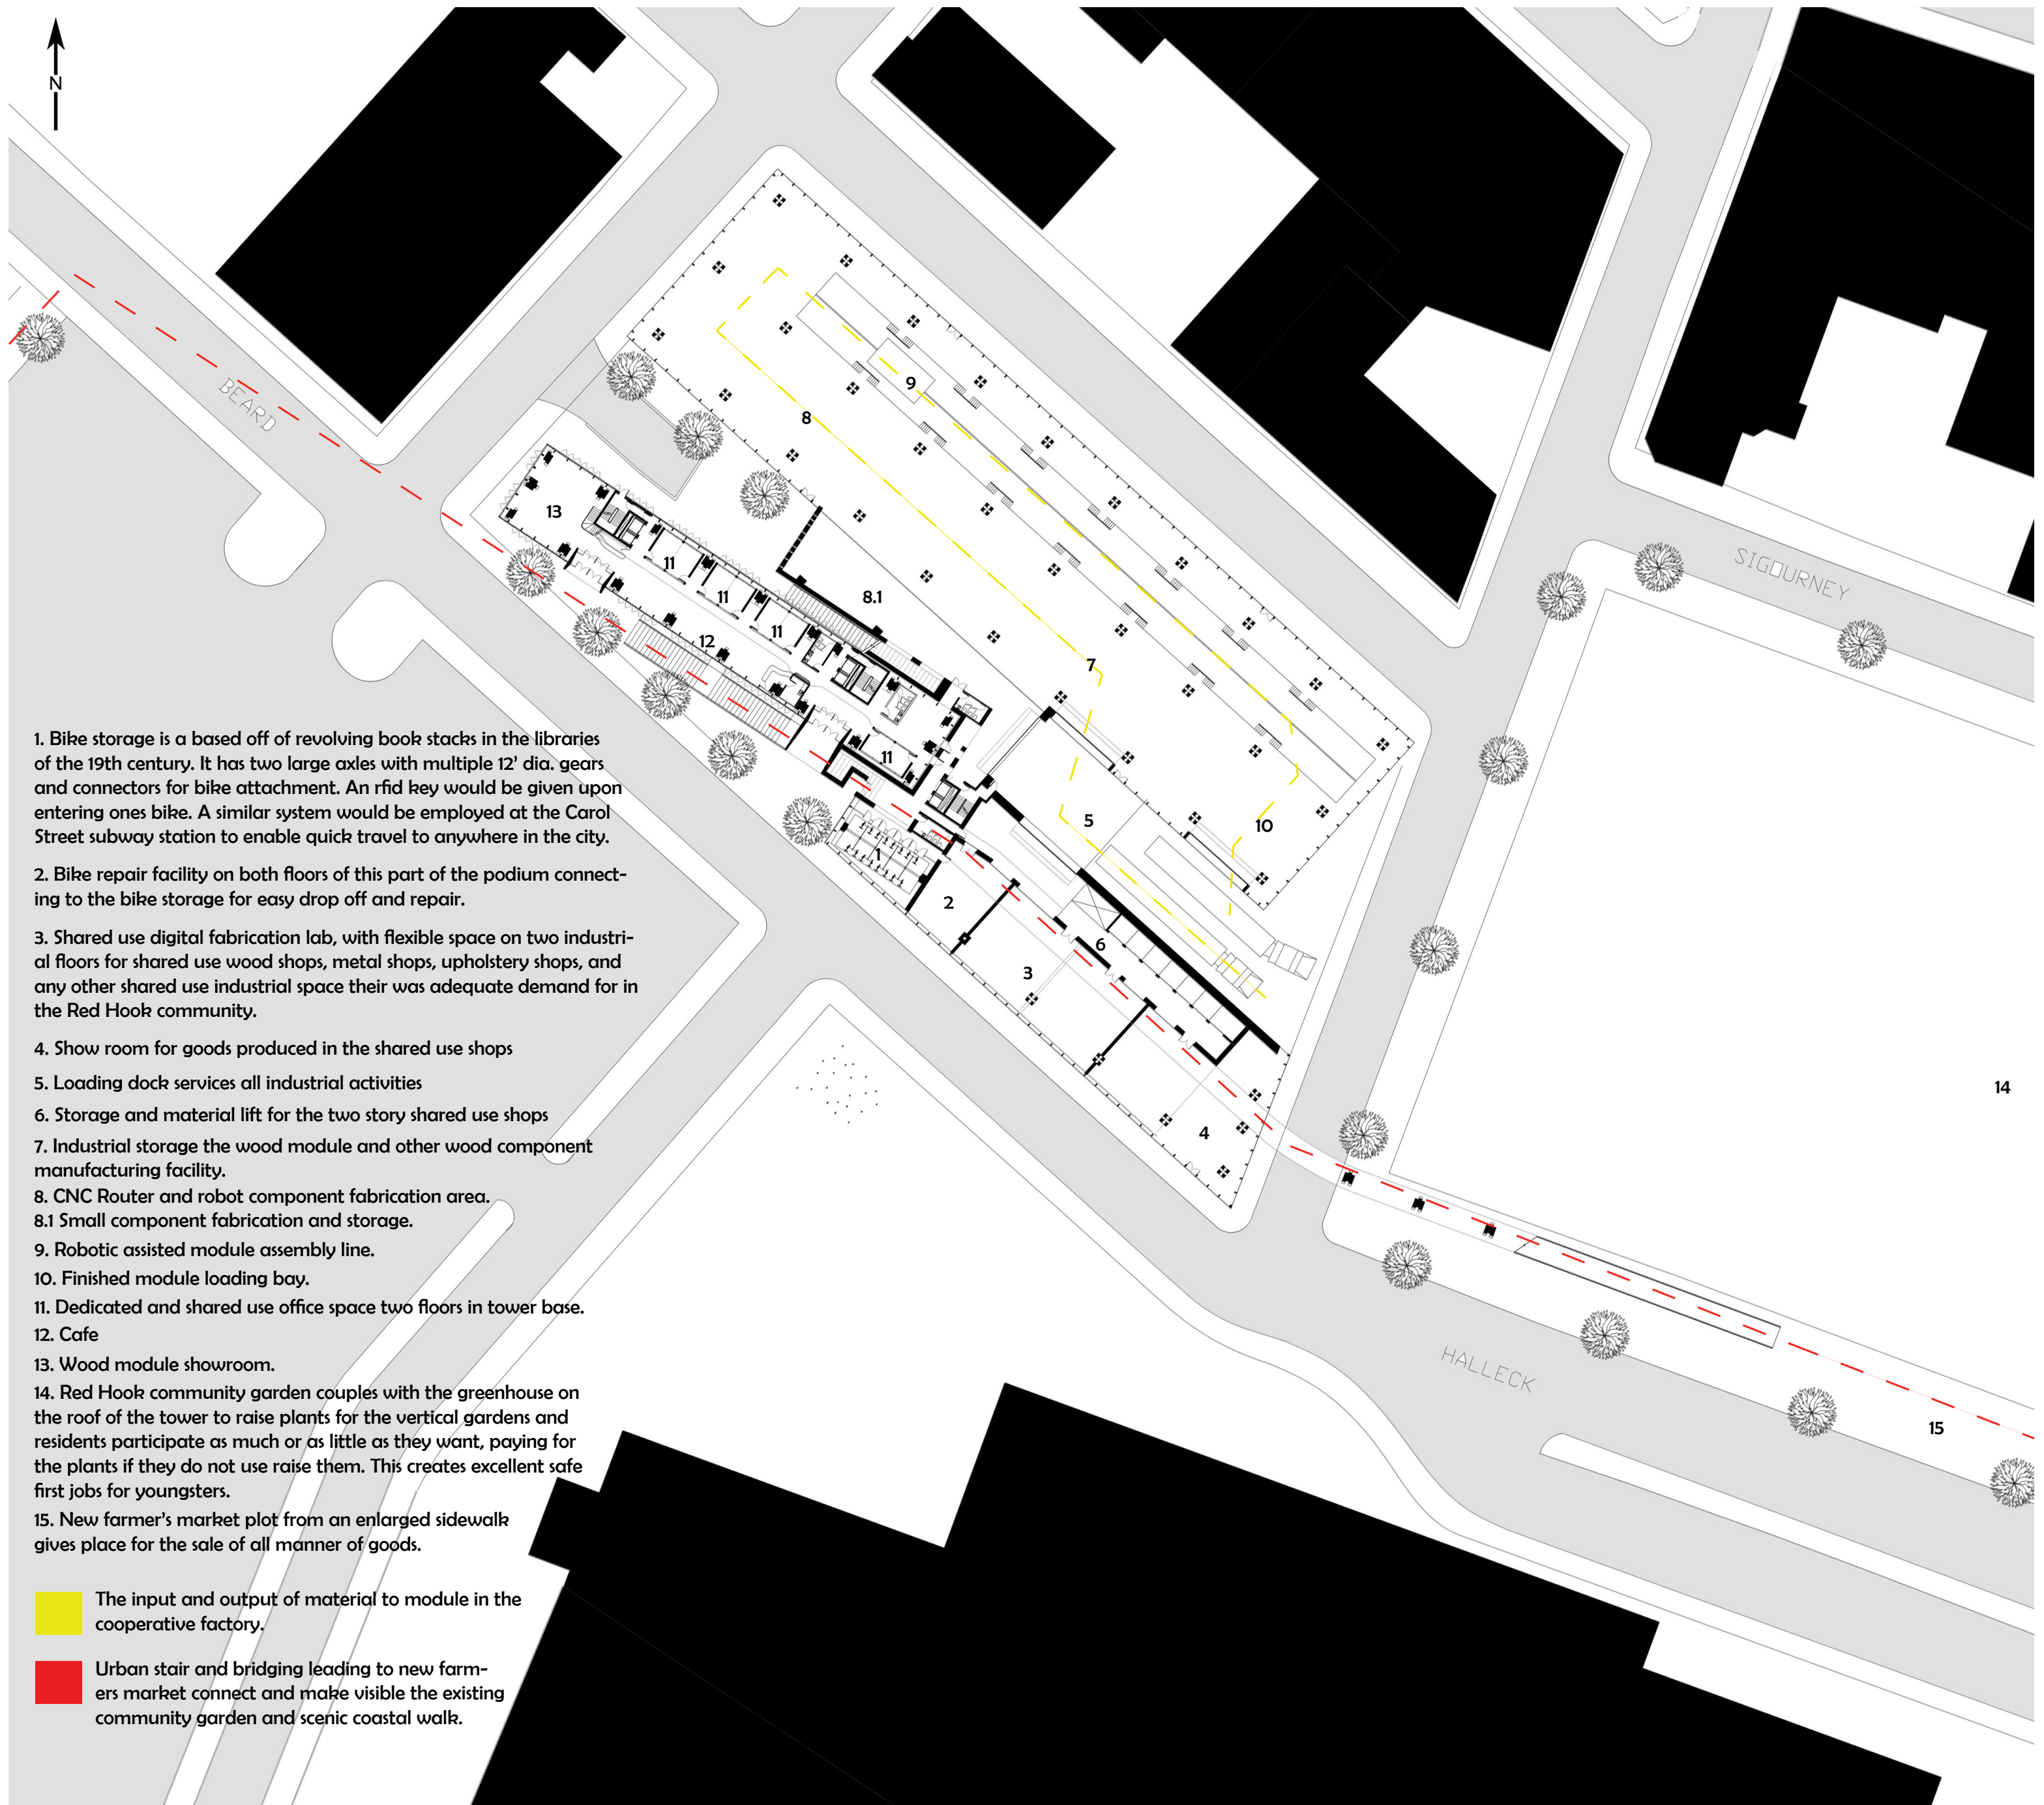 N
BEARD
SIGOURNEY
HALLECK
9
8
13
11
11
11
8.1
12
7
11
5
10
1
2
6
3
4
14
15
1. Bike storage is a based off of revolving book stacks in the libraries
of the 19th century. It has two large axles with multiple 12' dia. gears
and connectors for bike attachment. An rfid key would be given upon
entering ones bike. A similar system would be employed at the Carol
Street subway station to enable quick travel to anywhere in the city.
2. Bike repair facility on both floors of this part of the podium connect-
ing to the bike storage for easy drop off and repair.
3. Shared use digital fabrication lab, with flexible space on two industri-
al floors for shared use wood shops, metal shops, upholstery shops, and
any other shared use industrial space their was adequate demand for in
the Red Hook community.
4. Show room for goods produced in the shared use shops
5. Loading dock services all industrial activities
6. Storage and material lift for the two story shared use shops
7. Industrial storage the wood module and other wood component
manufacturing facility.
8. CNC Router and robot component fabrication area.
8.1 Small component fabrication and storage.
9. Robotic assisted module assembly line.
10. Finished module loading bay.
11. Dedicated and shared use office space two floors in tower base.
12. Cafe
13. Wood module showroom.
14. Red Hook community garden couples with the greenhouse on
the roof of the tower to raise plants for the vertical gardens and
residents participate as much or as little as they want, paying for
the plants if they do not use raise them. This creates excellent safe
first jobs for youngsters.
15. New farmer's market plot from an enlarged sidewalk
gives place for the sale of all manner of goods.
The input and output of material to module in the
cooperative factory.
Urban stair and bridging leading to new farm-
ers market connect and make visible the existing
community garden and scenic coastal walk.